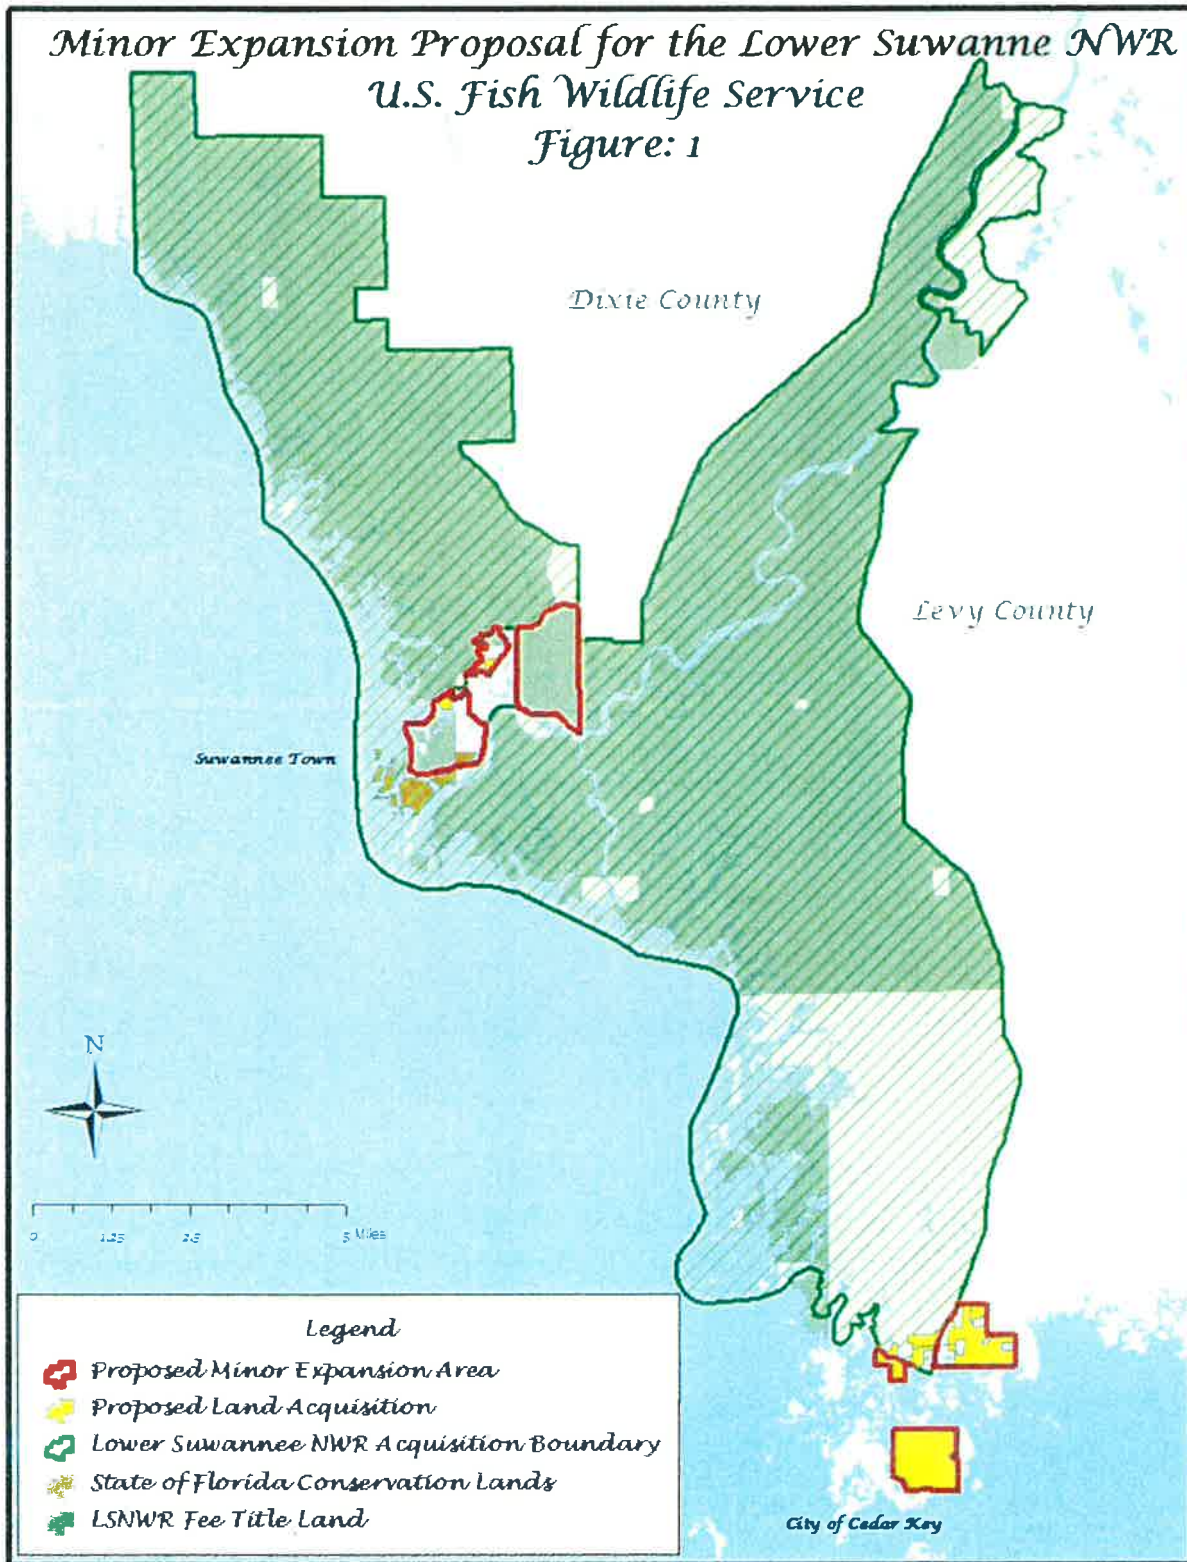 Minor Expansion Proposal for the Lower Suwanne NWR
U.S. Fish Wildlife Service
Figure: 1
Dixie County
Levy County
Suwannee Town
N
0 1.25 2.5 5 Miles
Legend
Proposed Minor Expansion Area
Proposed Land Acquisition
Lower Suwannee NWR Acquisition Boundary
State of Florida Conservation Lands
LSNWR Fee Title Land
City of Cedar Key